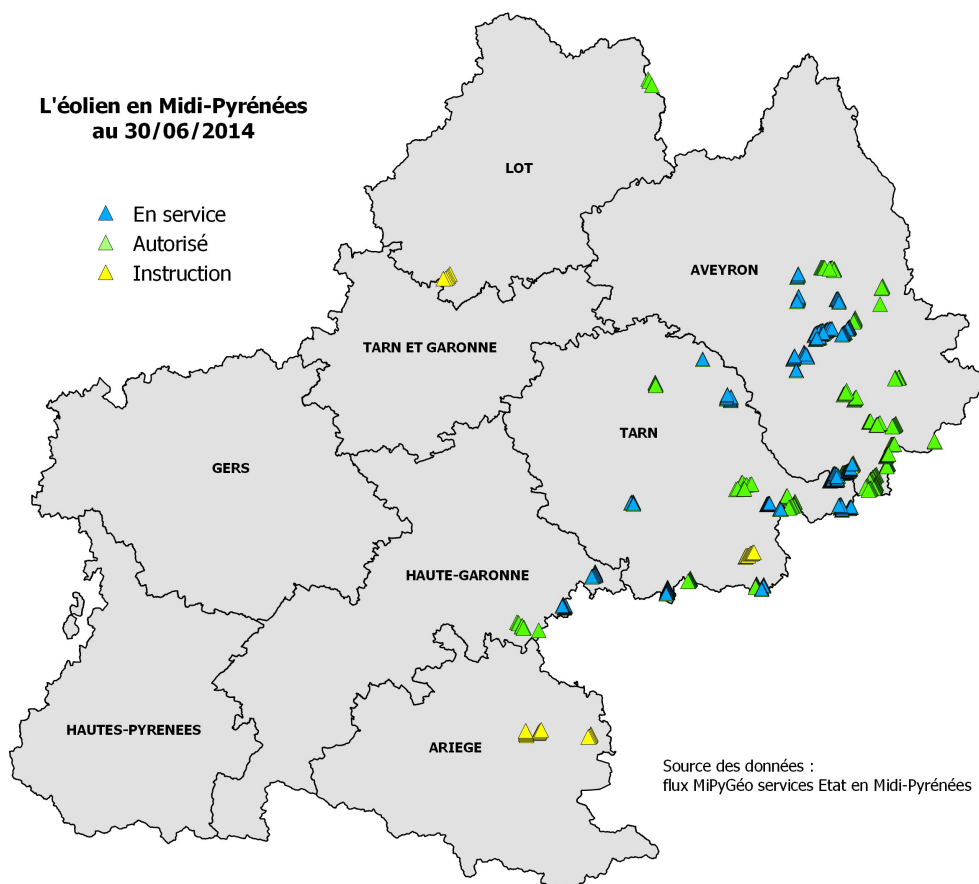 L'éolien en Midi-Pyrénées
au 30/06/2014
En service
Autorisé
Instruction
LOT
AVEYRON
TARN ET GARONNE
TARN
GERS
HAUTE-GARONNE
HAUTES-PYRENEES
ARIEGE
Source des données :
flux MiPyGéo services Etat en Midi-Pyrénées